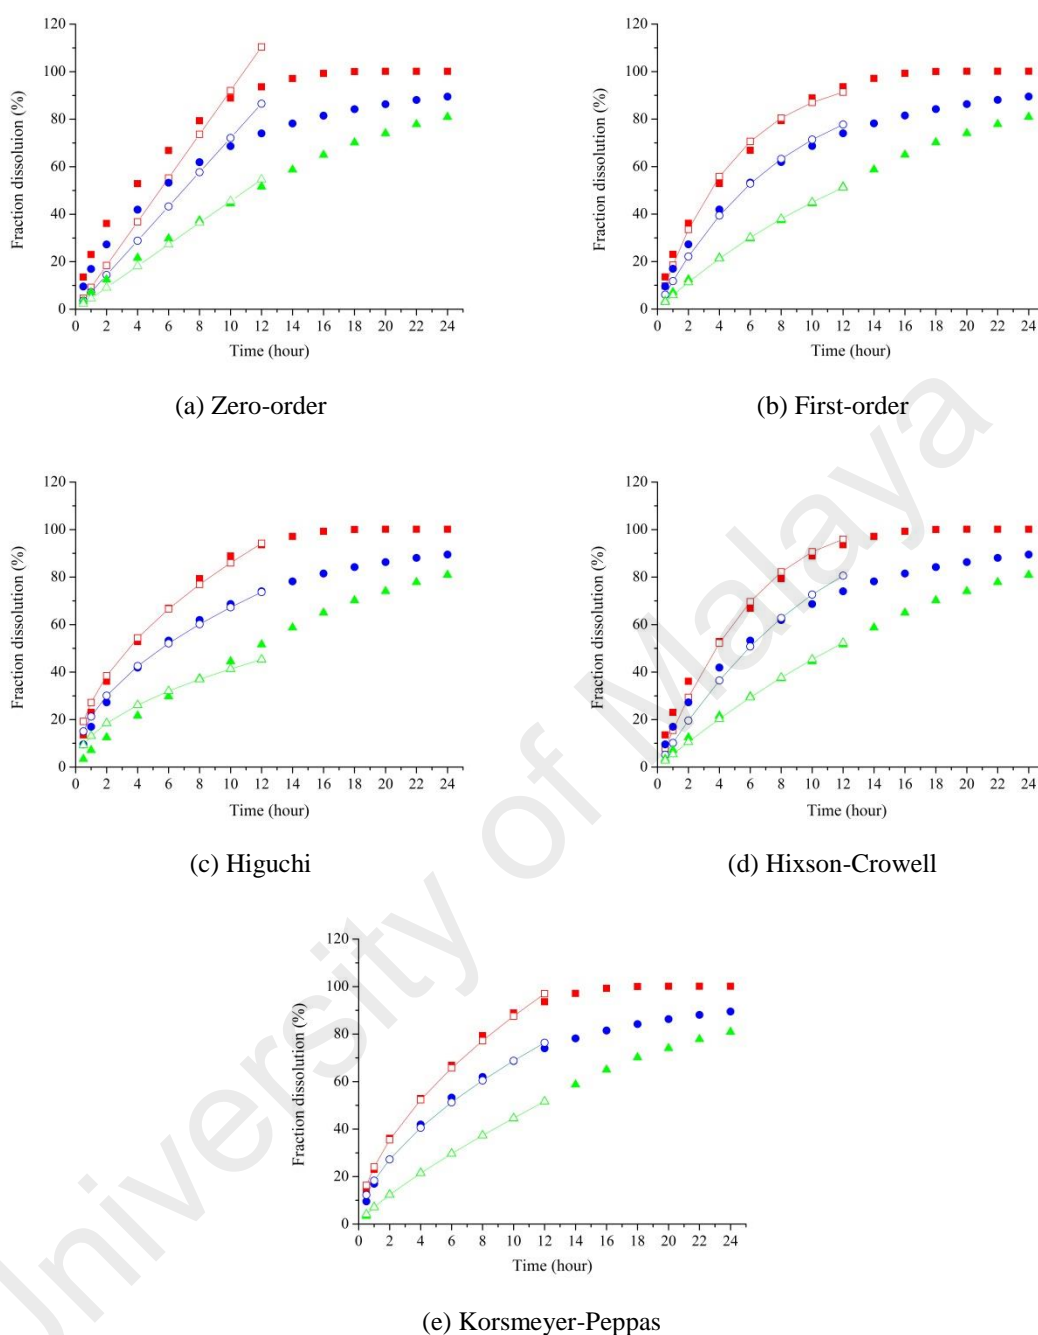 120
100
80
60
40
20
0
Fraction dissolution (%)
0 2 4 6 8 10 12 14 16 18 20 22 24
Time (hour)
(a) Zero-order
120
100
80
60
40
20
0
Fraction dissolution (%)
0 2 4 6 8 10 12 14 16 18 20 22 24
Time (hour)
(b) First-order
120
100
80
60
40
20
0
Fraction dissolution (%)
0 2 4 6 8 10 12 14 16 18 20 22 24
Time (hour)
(c) Higuchi
120
100
80
60
40
20
0
Fraction dissolution (%)
0 2 4 6 8 10 12 14 16 18 20 22 24
Time (hour)
(d) Hixson-Crowell
120
100
80
60
40
20
0
Fraction dissolution (%)
0 2 4 6 8 10 12 14 16 18 20 22 24
Time (hour)
(e) Korsmeyer-Peppas
University of Malaya